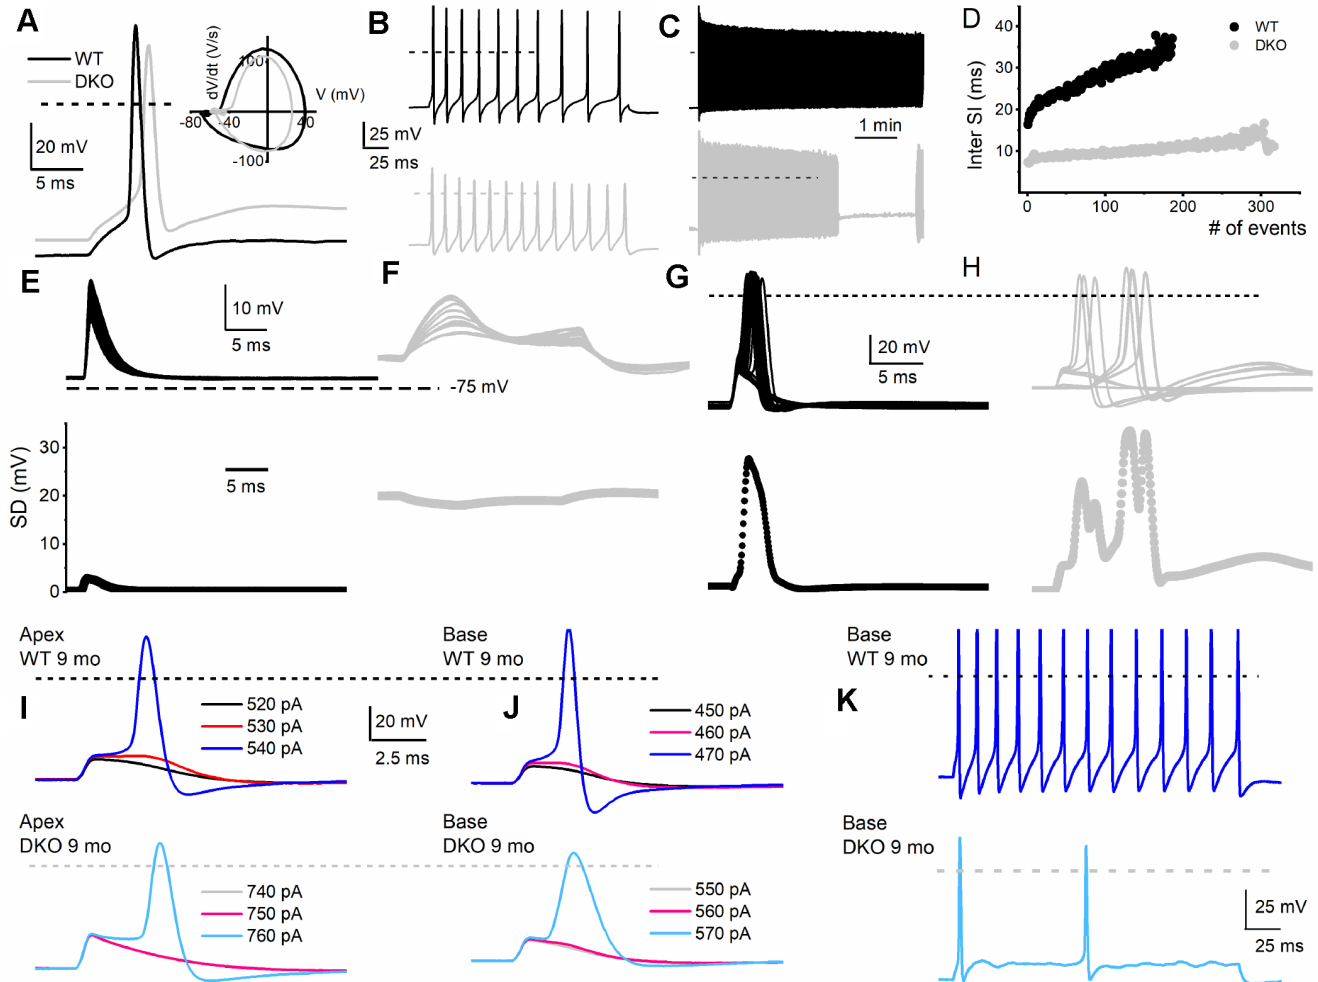 A
WT
DKO
20 mV
5 ms
dV/dt (V/s)
100
V (mV)
-80
-40
40
-100
B
25 mV
25 ms
C
1 min
D
WT
DKO
Inter SI (ms)
40
30
20
10
0
100
200
300
# of events
E
10 mV
5 ms
F
-75 mV
G
20 mV
5 ms
H
SD (mV)
30
20
10
0
5 ms
Apex
WT 9 mo
I
520 pA
530 pA
540 pA
20 mV
2.5 ms
Base
WT 9 mo
J
450 pA
460 pA
470 pA
Base
WT 9 mo
K
Apex
DKO 9 mo
740 pA
750 pA
760 pA
Base
DKO 9 mo
550 pA
560 pA
570 pA
Base
DKO 9 mo
25 mV
25 ms